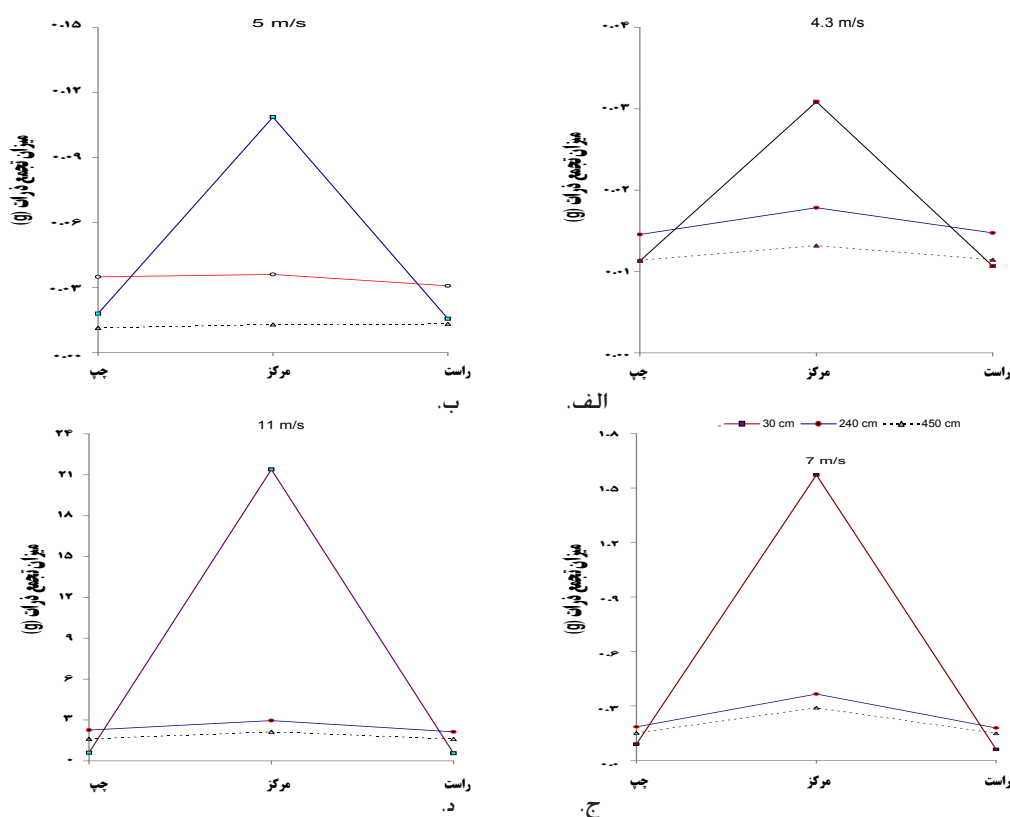 4.3 m/s
۰.۰۴
۰.۰۳
۰.۰۲
۰.۰۱
۰.۰۰
میزان تجمع ذرات (g)
چپ مرکز راست
الف.
5 m/s
۰.۱۵
۰.۱۲
۰.۰۹
۰.۰۶
۰.۰۳
۰.۰۰
میزان تجمع ذرات (g)
چپ مرکز راست
ب.
30 cm 240 cm 450 cm
7 m/s
۱.۸
۱.۵
۱.۲
۰.۹
۰.۶
۰.۳
۰.۰
میزان تجمع ذرات (g)
چپ مرکز راست
ج.
11 m/s
۲۴
۲۱
۱۸
۱۵
۱۲
۹
۶
۳
۰
میزان تجمع ذرات (g)
چپ مرکز راست
د.